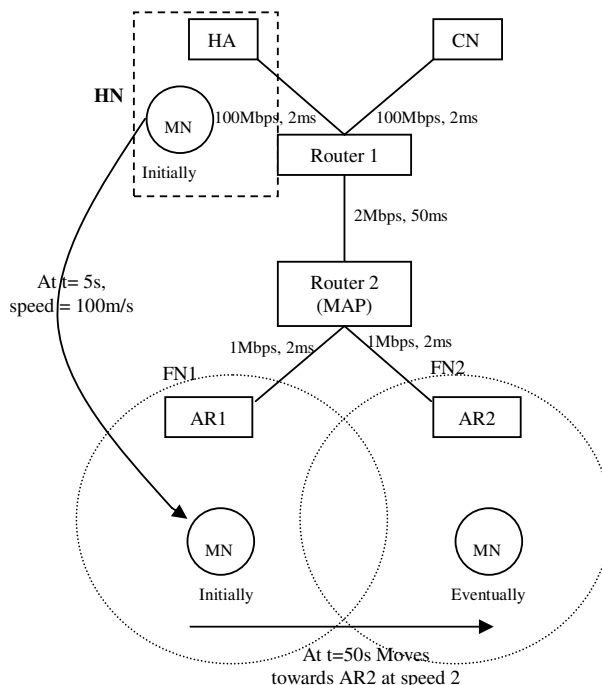 HA
CN
HN
MN
Initially
100Mbps, 2ms
100Mbps, 2ms
Router 1
2Mbps, 50ms
At t= 5s,
speed = 100m/s
Router 2
(MAP)
1Mbps, 2ms
1Mbps, 2ms
FN1
FN2
AR1
AR2
MN
MN
Initially
Eventually
At t=50s Moves
towards AR2 at speed 2